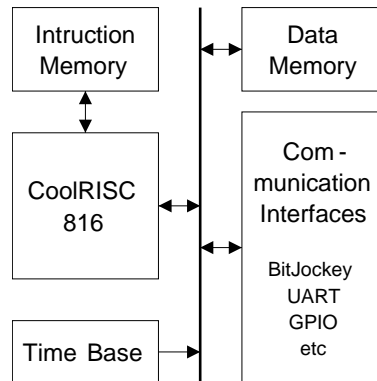 Intruction
Memory
Data
Memory
CoolRISC
816
Com -
munication
Interfaces
BitJockey
UART
GPIO
etc
Time Base